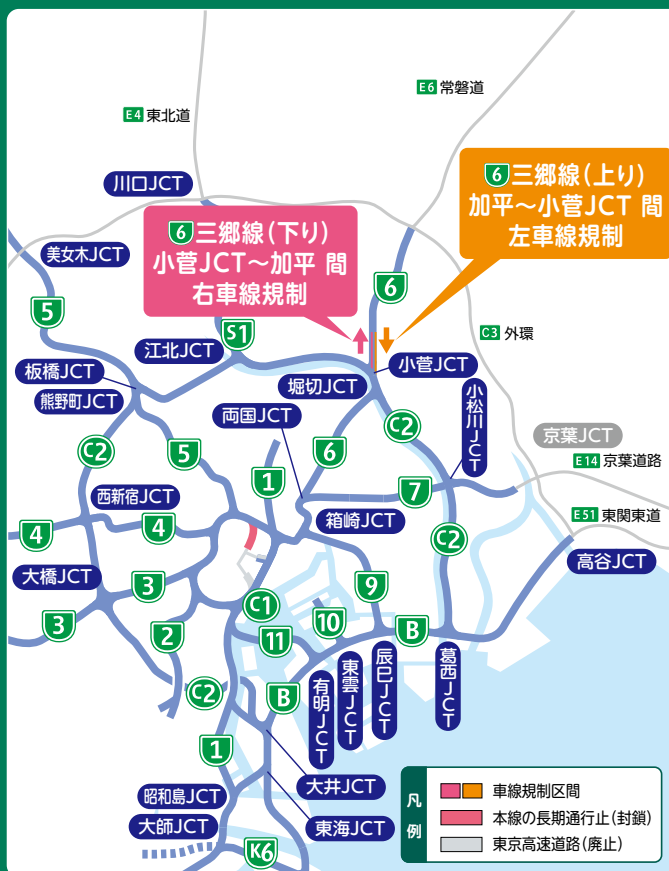 E6 常磐道
E4 東北道
川口JCT
6 三郷線(上り)
加平～小菅JCT 間
左車線規制
6 三郷線(下り)
小菅JCT～加平 間
右車線規制
美女木JCT
5
6
S1
C3 外環
江北JCT
小菅JCT
板橋JCT
堀切JCT
熊野町JCT
小松川JCT
両国JCT
C2
京葉JCT
C2
5
1
6
E14 京葉道路
西新宿JCT
7
箱崎JCT
E51 東関東道
4
4
C2
高谷JCT
大橋JCT
3
9
C1
3
2
10
B
11
C2
B
有明JCT
東雲JCT
辰巳JCT
葛西JCT
1
大井JCT
昭和島JCT
東海JCT
大師JCT
K6
凡例
車線規制区間
本線の長期通行止(封鎖)
東京高速道路(廃止)